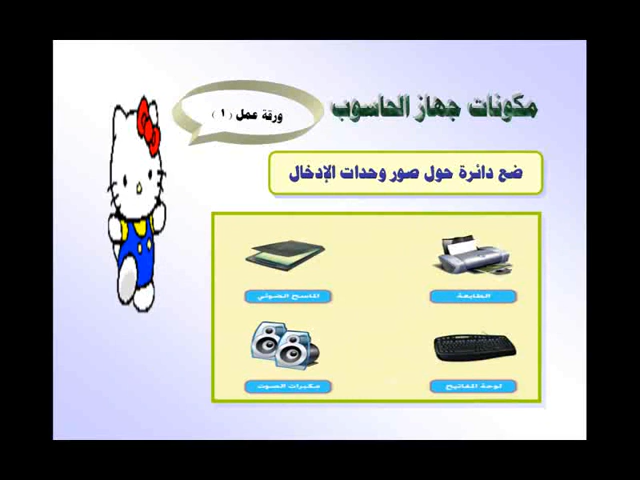 مكونات جهاز الحاسوب
ورقة عمل ( ١ )
ضع دائرة حول صور وحدات الإدخال
الطابعة
الماسح الضوئي
لوحة المفاتيح
مكبرات الصوت